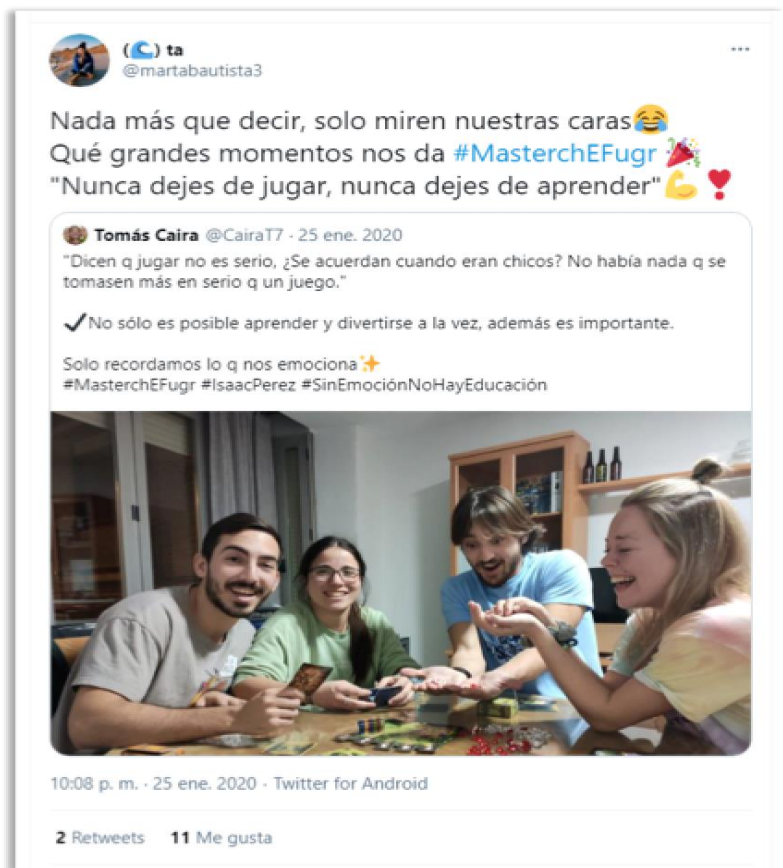 (🌊) ta
@martabautista3
Nada más que decir, solo miren nuestras caras😂
Qué grandes momentos nos da #MasterchEFugr 🎉
"Nunca dejes de jugar, nunca dejes de aprender"💪❣️
Tomás Caira @CairaT7 · 25 ene. 2020
"Dicen q jugar no es serio, ¿Se acuerdan cuando eran chicos? No había nada q se
tomasen más en serio q un juego."
✔️No sólo es posible aprender y divertirse a la vez, además es importante.
Solo recordamos lo q nos emociona✨
#MasterchEFugr #IsaacPerez #SinEmociónNoHayEducación
10:08 p. m. · 25 ene. 2020 · Twitter for Android
2 Retweets 11 Me gusta